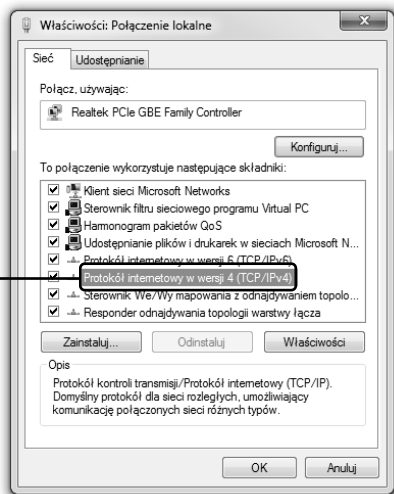 Właściwości: Połączenie lokalne
Sieć
Udostępnianie
Połącz, używając:
Realtek PCIe GBE Family Controller
Konfiguruj...
To połączenie wykorzystuje następujące składniki:
Klient sieci Microsoft Networks
Sterownik filtru sieciowego programu Virtual PC
Harmonogram pakietów QoS
Udostępnianie plików i drukarek w sieciach Microsoft N...
Protokół internetowy w wersji 6 (TCP/IPv6)
Protokół internetowy w wersji 4 (TCP/IPv4)
Sterownik We/Wy mapowania z odnajdywaniem topolo...
Responder odnajdywania topologii warstwy łącza
Zainstaluj...
Odinstaluj
Właściwości
Opis
Protokół kontroli transmisji/Protokół internetowy (TCP/IP).
Domyślny protokół dla sieci rozległych, umożliwiający
komunikację połączonych sieci różnych typów.
OK
Anuluj